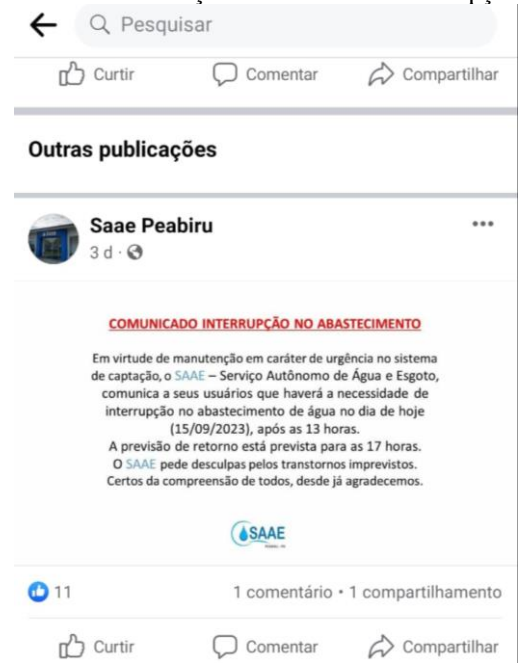 Pesquisar
Curtir Comentar Compartilhar
Outras publicações
Saae Peabiru
3 d ·
COMUNICADO INTERRUPÇÃO NO ABASTECIMENTO
Em virtude de manutenção em caráter de urgência no sistema
de captação, o SAAE – Serviço Autônomo de Água e Esgoto,
comunica a seus usuários que haverá a necessidade de
interrupção no abastecimento de água no dia de hoje
(15/09/2023), após as 13 horas.
A previsão de retorno está prevista para as 17 horas.
O SAAE pede desculpas pelos transtornos imprevistos.
Certos da compreensão de todos, desde já agradecemos.
SAAE
11 1 comentário • 1 compartilhamento
Curtir Comentar Compartilhar